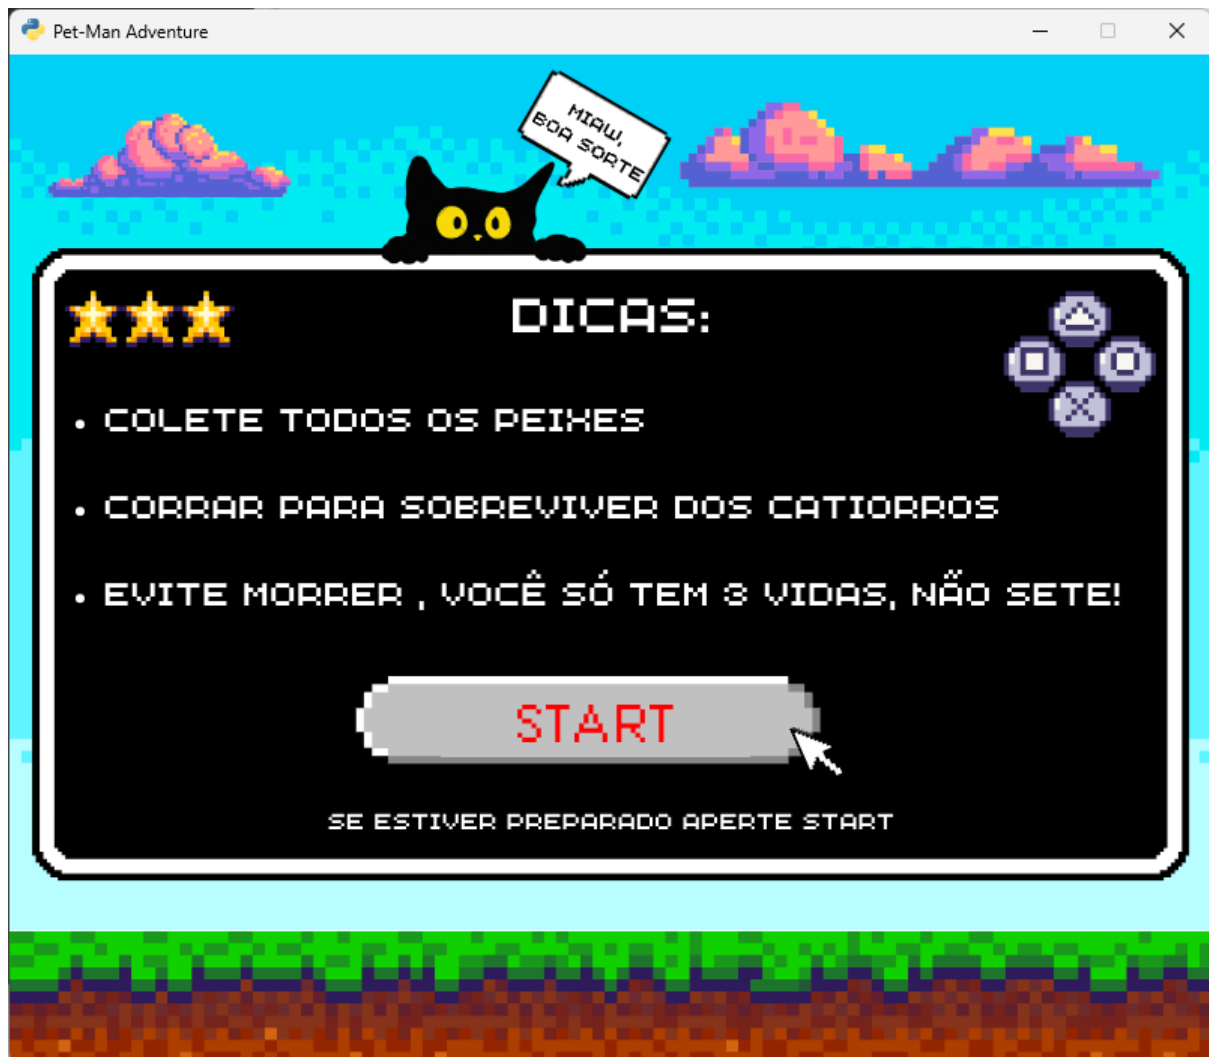 Pet-Man Adventure
MIAW,
BOA SORTE
DICAS:
• COLETE TODOS OS PEIXES
• CORRAR PARA SOBREVIVER DOS CATIORROS
• EVITE MORRER , VOCÊ SÓ TEM 3 VIDAS, NÃO SETE!
START
SE ESTIVER PREPARADO APERTE START